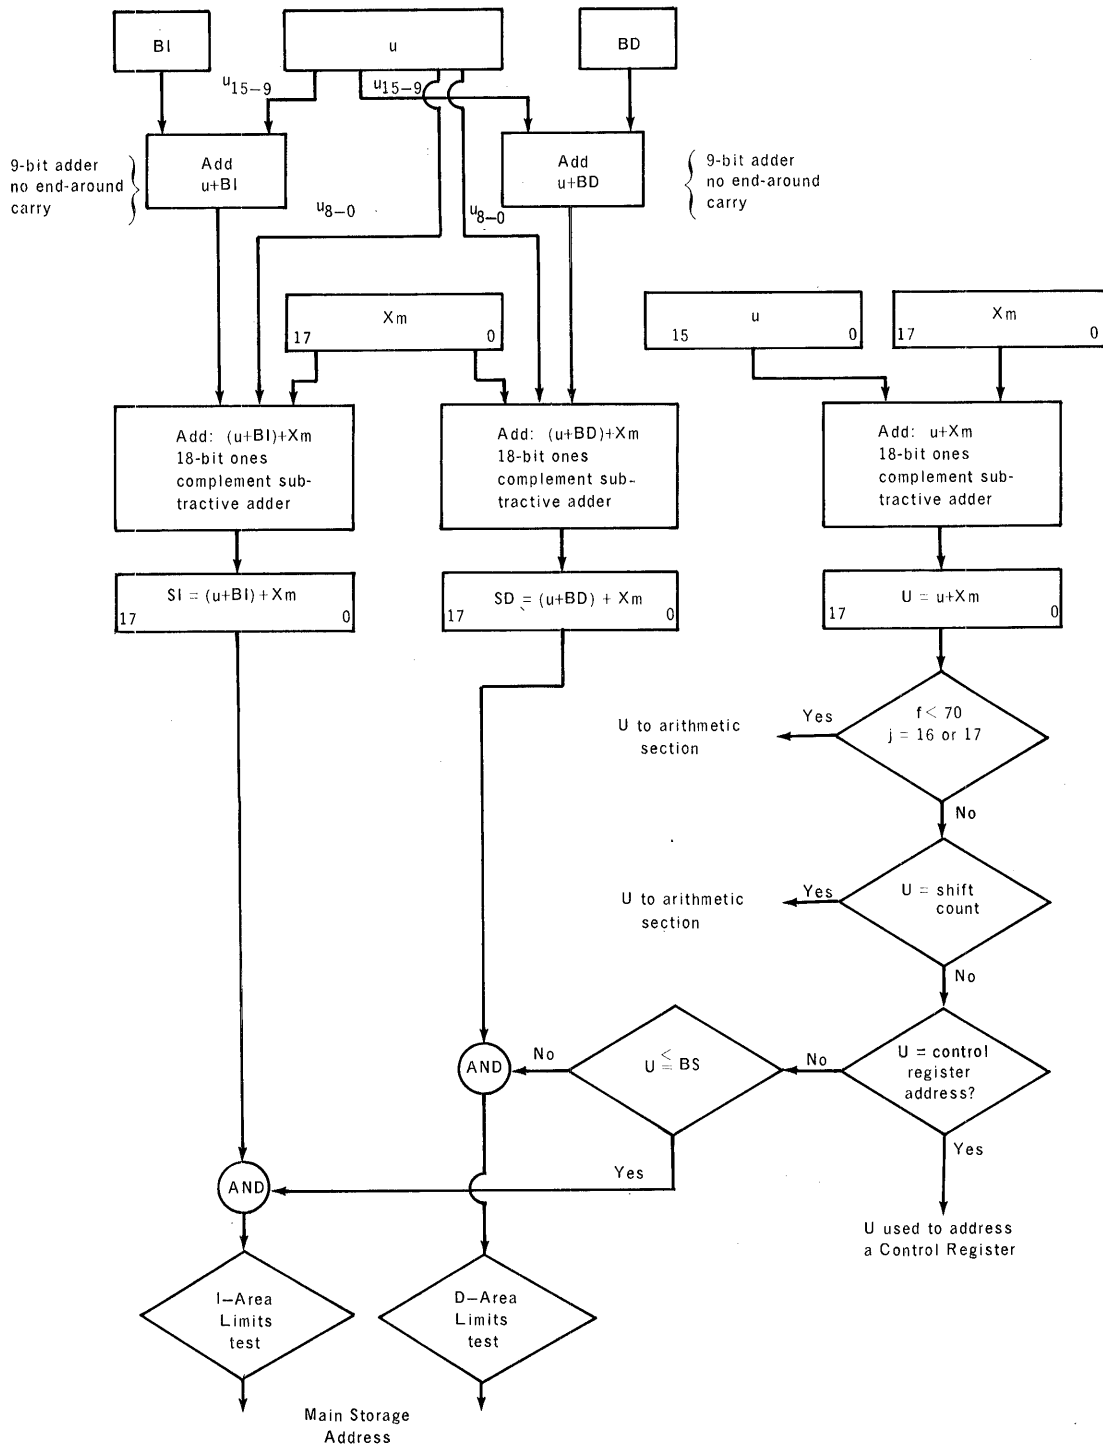 BI
u
BD
u15–9
u15–9
9-bit adder
no end-around
carry
Add
u+BI
Add
u+BD
9-bit adder
no end-around
carry
u8–0
u8–0
Xm
17 0
u
15 0
Xm
17 0
Add: (u+BI)+Xm
18-bit ones
complement sub-
tractive adder
Add: (u+BD)+Xm
18-bit ones
complement sub-
tractive adder
Add: u+Xm
18-bit ones
complement sub-
tractive adder
SI = (u+BI) + Xm
17 0
SD = (u+BD) + Xm
17 0
U = u+Xm
17 0
f < 70
j = 16 or 17
Yes
U to arithmetic
section
No
U = shift
count
Yes
U to arithmetic
section
No
U = control
register
address?
No
U ≤ BS
No
AND
Yes
Yes
AND
U used to address
a Control Register
I–Area
Limits
test
D–Area
Limits
test
Main Storage
Address